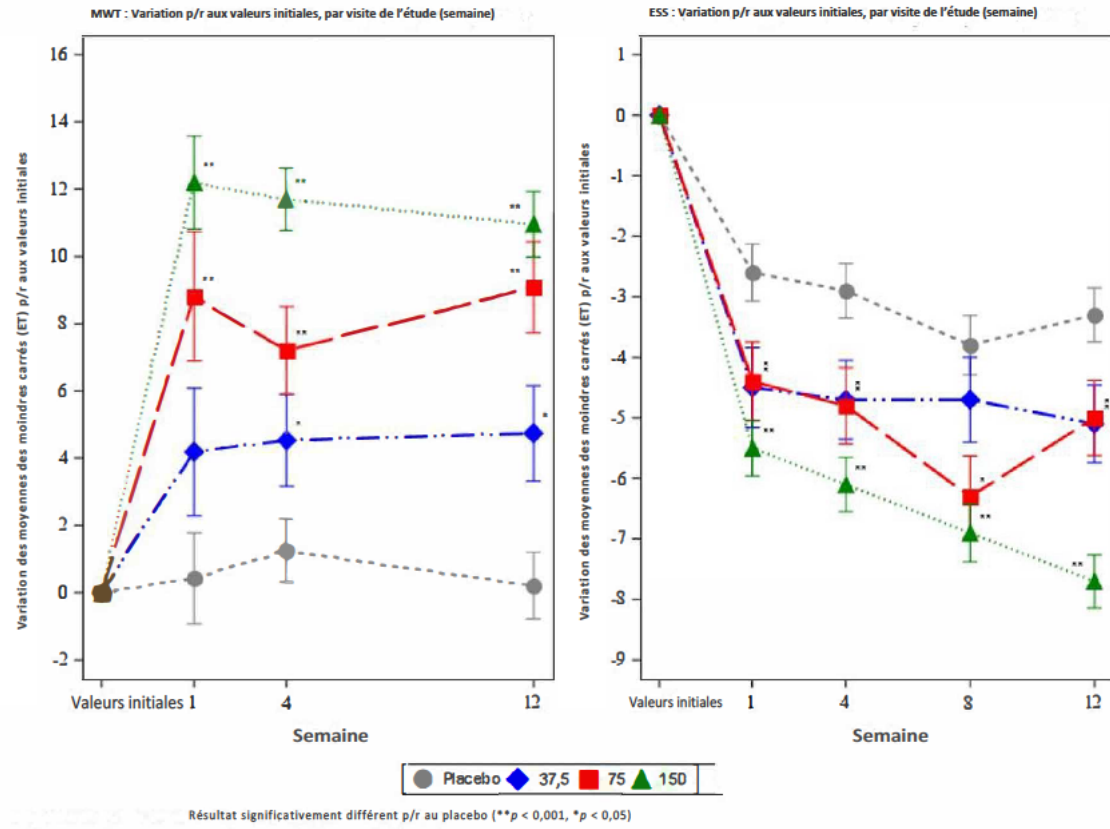 MWT : Variation p/r aux valeurs initiales, par visite de l'étude (semaine)
Variation des moyennes des moindres carrés (ET) p/r aux valeurs initiales
16
14
12
10
8
6
4
2
0
-2
** ** **
** ** **
* *
Valeurs initiales 1 4 12
Semaine
ESS : Variation p/r aux valeurs initiales, par visite de l'étude (semaine)
Variation des moyennes des moindres carrés (ET) p/r aux valeurs initiales
1
0
-1
-2
-3
-4
-5
-6
-7
-8
-9
** ** ** **
Valeurs initiales 1 4 8 12
Semaine
Placebo 37,5 75 150
Résultat significativement différent p/r au placebo (**p < 0,001, *p < 0,05)